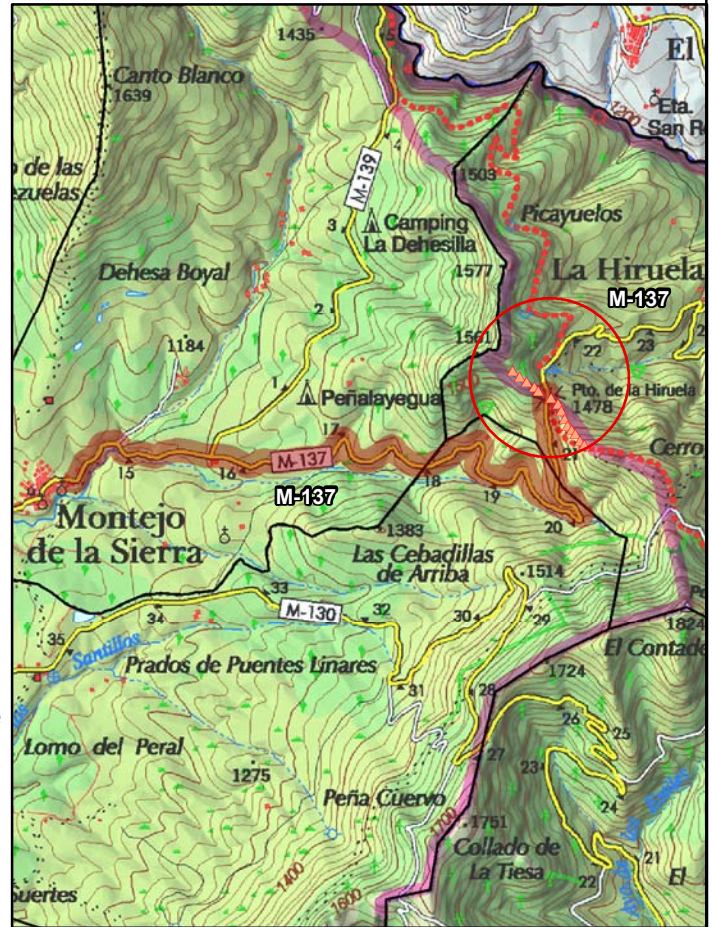 1435
5
Canto Blanco
1639
El
Eta.
San R
1200
o de las
ezuelas
4
M-139
1503
3
Camping
La Dehesilla
Picayuelos
Dehesa Boyal
1577
La Hiruela
M-137
2
1561
22
23
1184
1
Peñalayegua
Pto. de la Hiruela
1478
17
21
Cerro
15
16
M-137
18
19
M-137
20
Montejo
de la Sierra
1383
Las Cebadillas
de Arriba
1514
33
M-130
32
30
29
34
1824
35
Santillos
Prados de Puentes Linares
El Contad
1724
31
28
26
25
Lomo del Peral
27
23
1275
24
Peña Cuervo
1700
1751
Collado de
La Tiesa
21
22
El
1400
1600
Suertes